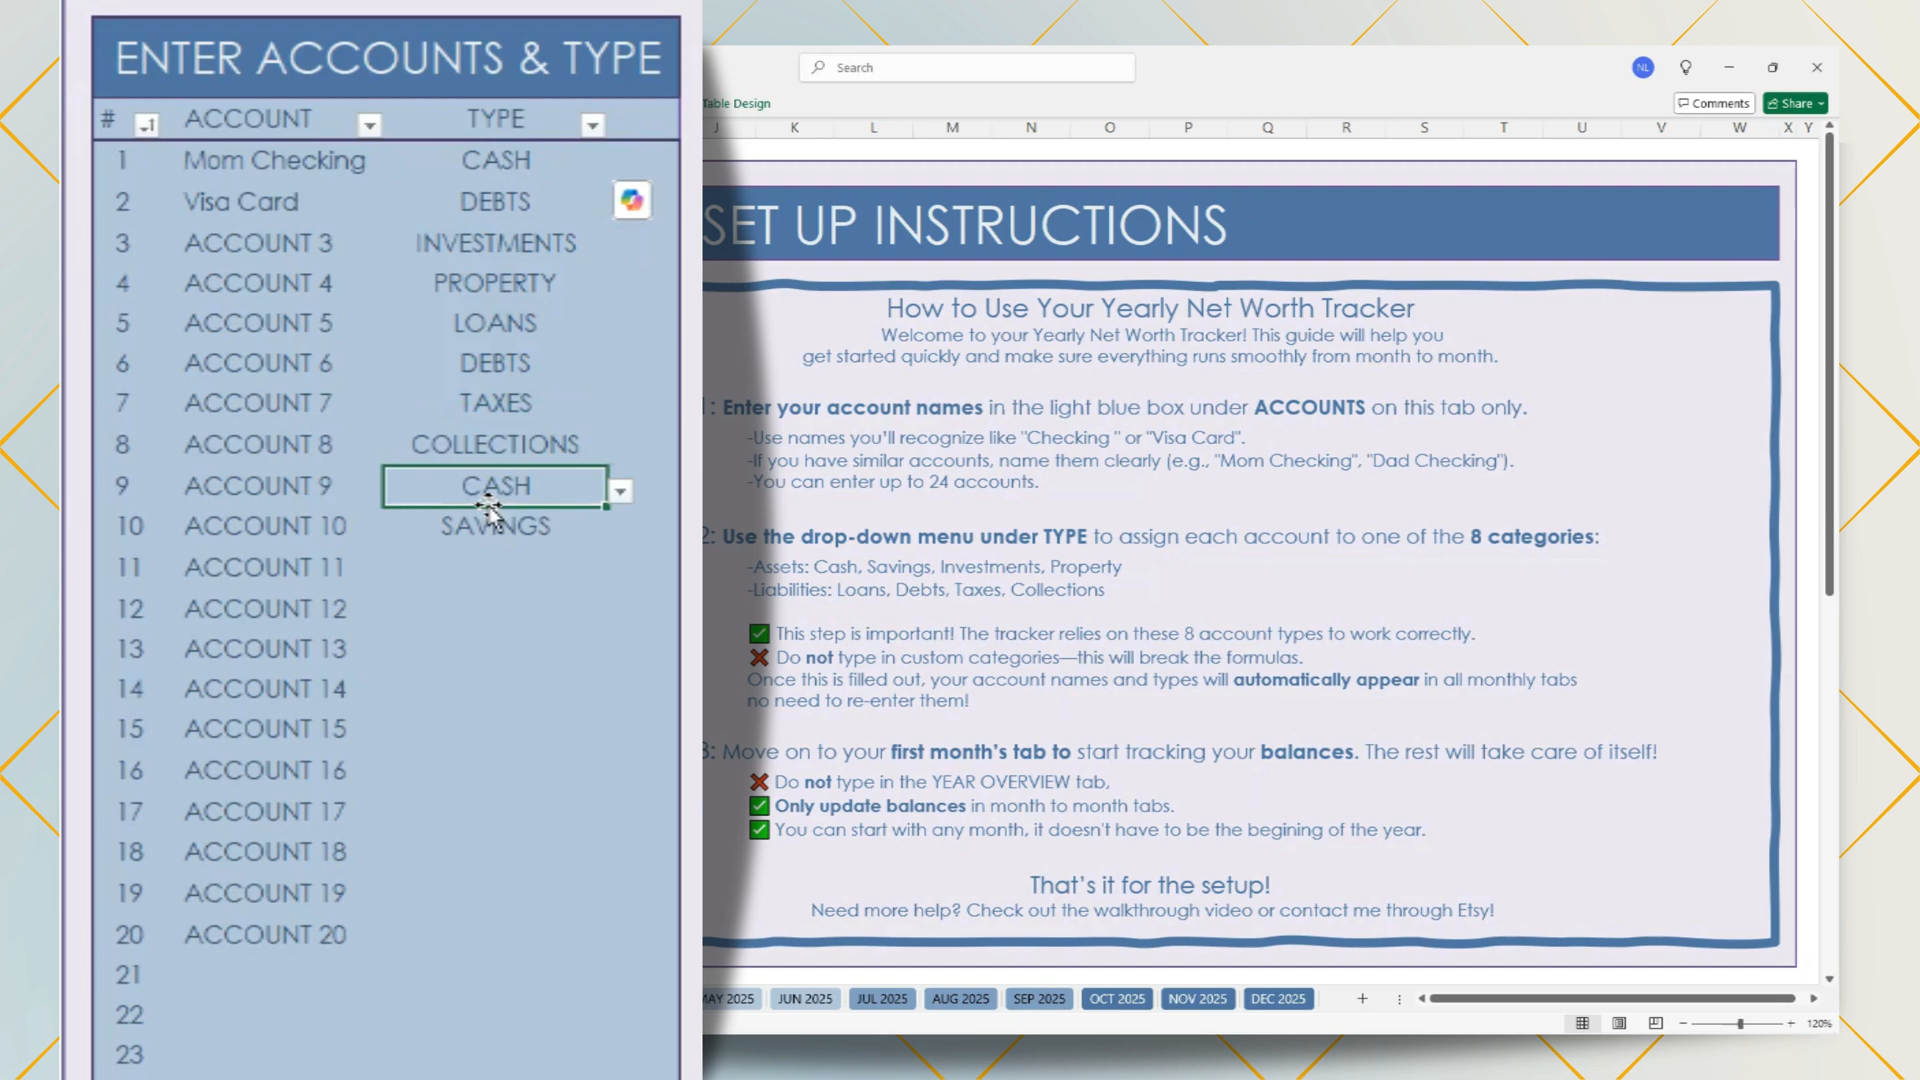 ENTER ACCOUNTS & TYPE
# ACCOUNT TYPE
1 Mom Checking CASH
2 Visa Card DEBTS
3 ACCOUNT 3 INVESTMENTS
4 ACCOUNT 4 PROPERTY
5 ACCOUNT 5 LOANS
6 ACCOUNT 6 DEBTS
7 ACCOUNT 7 TAXES
8 ACCOUNT 8 COLLECTIONS
9 ACCOUNT 9 CASH
10 ACCOUNT 10 SAVINGS
11 ACCOUNT 11
12 ACCOUNT 12
13 ACCOUNT 13
14 ACCOUNT 14
15 ACCOUNT 15
16 ACCOUNT 16
17 ACCOUNT 17
18 ACCOUNT 18
19 ACCOUNT 19
20 ACCOUNT 20
21
22
23
Search
NL
Table Design
Comments Share
J K L M N O P Q R S T U V W X Y
SET UP INSTRUCTIONS
How to Use Your Yearly Net Worth Tracker
Welcome to your Yearly Net Worth Tracker! This guide will help you
get started quickly and make sure everything runs smoothly from month to month.
1: Enter your account names in the light blue box under ACCOUNTS on this tab only.
-Use names you'll recognize like "Checking " or "Visa Card".
-If you have similar accounts, name them clearly (e.g., "Mom Checking", "Dad Checking").
-You can enter up to 24 accounts.
2: Use the drop-down menu under TYPE to assign each account to one of the 8 categories:
-Assets: Cash, Savings, Investments, Property
-Liabilities: Loans, Debts, Taxes, Collections
✅ This step is important! The tracker relies on these 8 account types to work correctly.
❌ Do not type in custom categories—this will break the formulas.
Once this is filled out, your account names and types will automatically appear in all monthly tabs
no need to re-enter them!
3: Move on to your first month's tab to start tracking your balances. The rest will take care of itself!
❌ Do not type in the YEAR OVERVIEW tab,
✅ Only update balances in month to month tabs.
✅ You can start with any month, it doesn't have to be the begining of the year.
That's it for the setup!
Need more help? Check out the walkthrough video or contact me through Etsy!
MAY 2025 JUN 2025 JUL 2025 AUG 2025 SEP 2025 OCT 2025 NOV 2025 DEC 2025
120%